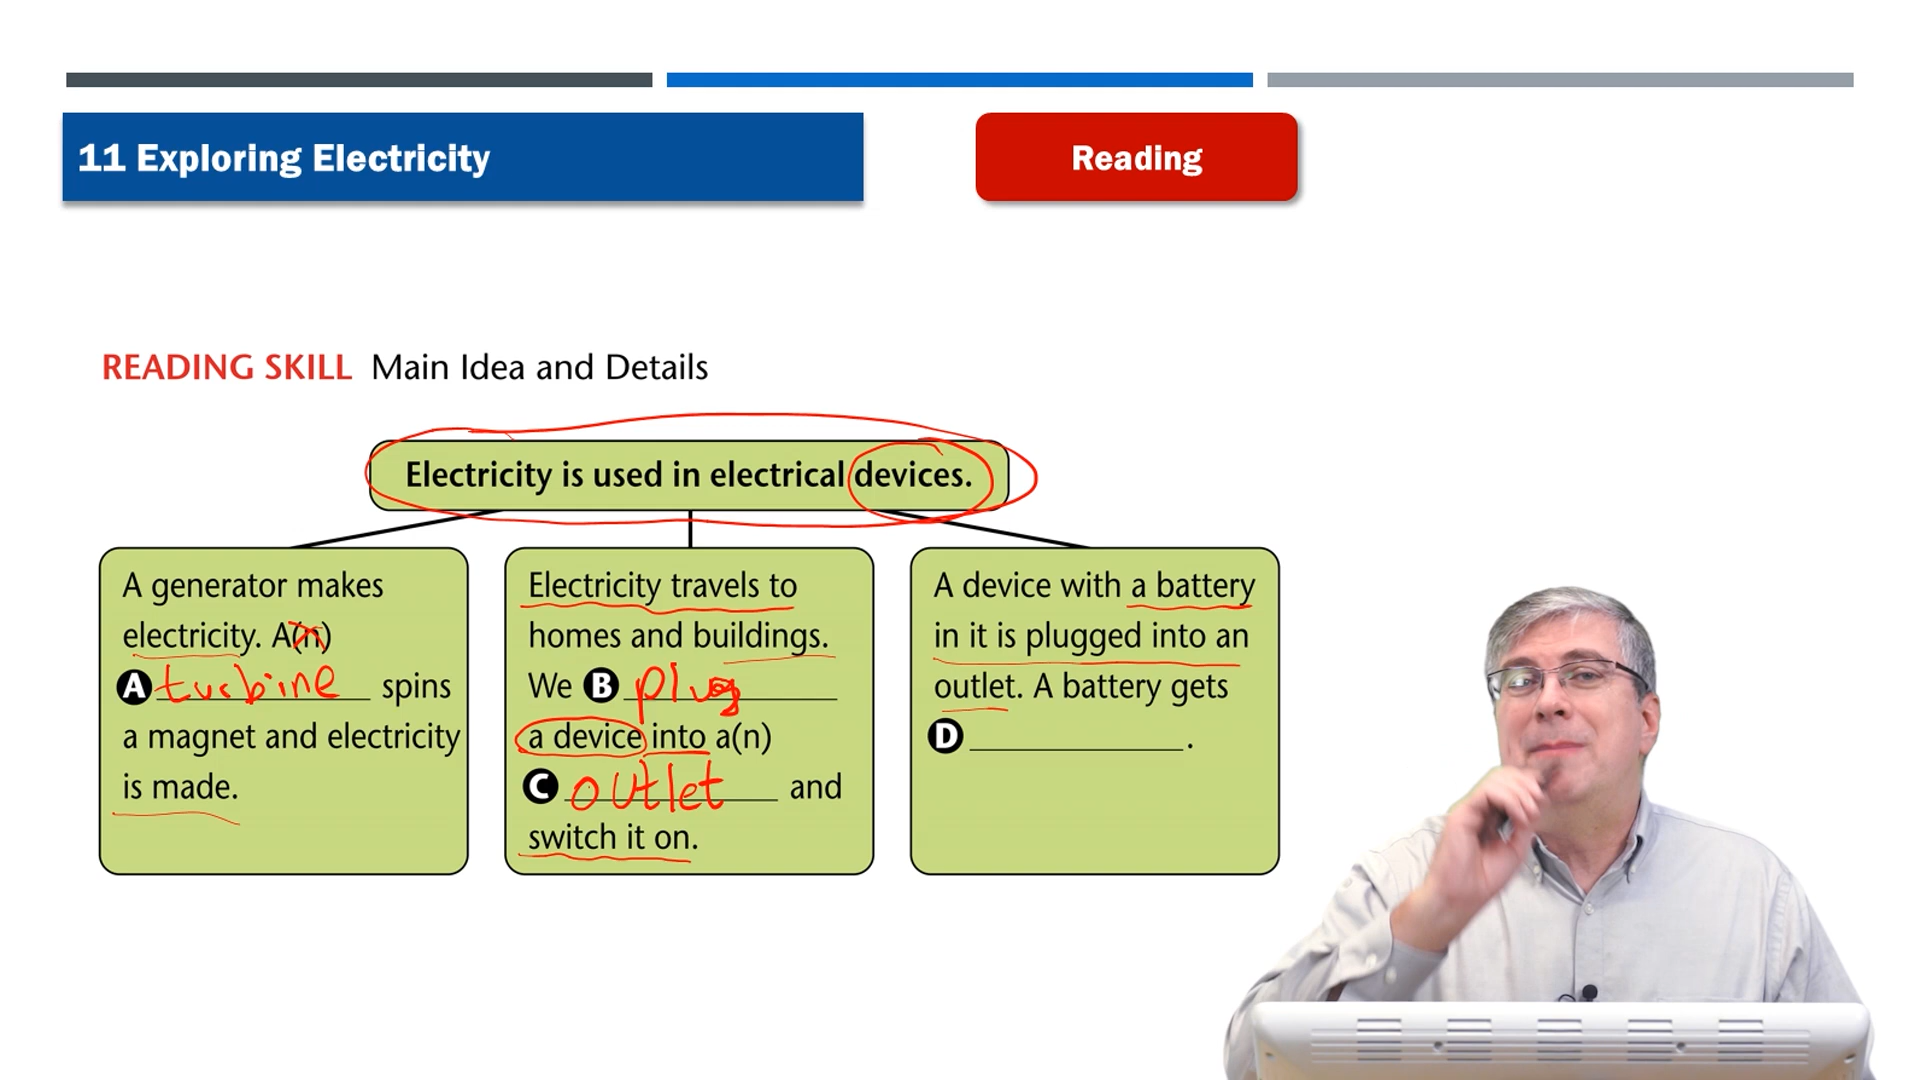 11 Exploring Electricity
Reading
READING SKILL Main Idea and Details
Electricity is used in electrical devices.
A generator makes
electricity. A(n)
A turbine spins
a magnet and electricity
is made.
Electricity travels to
homes and buildings.
We B plug
a device into a(n)
C outlet and
switch it on.
A device with a battery
in it is plugged into an
outlet. A battery gets
D ____________.